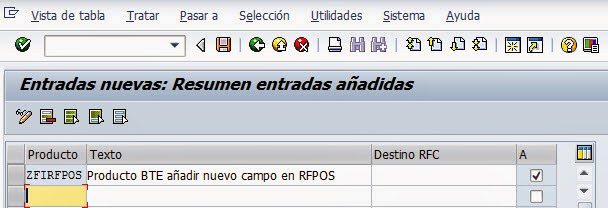 Vista de tabla Tratar Pasar a Selección Utilidades Sistema Ayuda
Entradas nuevas: Resumen entradas añadidas
Producto Texto Destino RFC A
ZFIRFPOS Producto BTE añadir nuevo campo en RFPOS